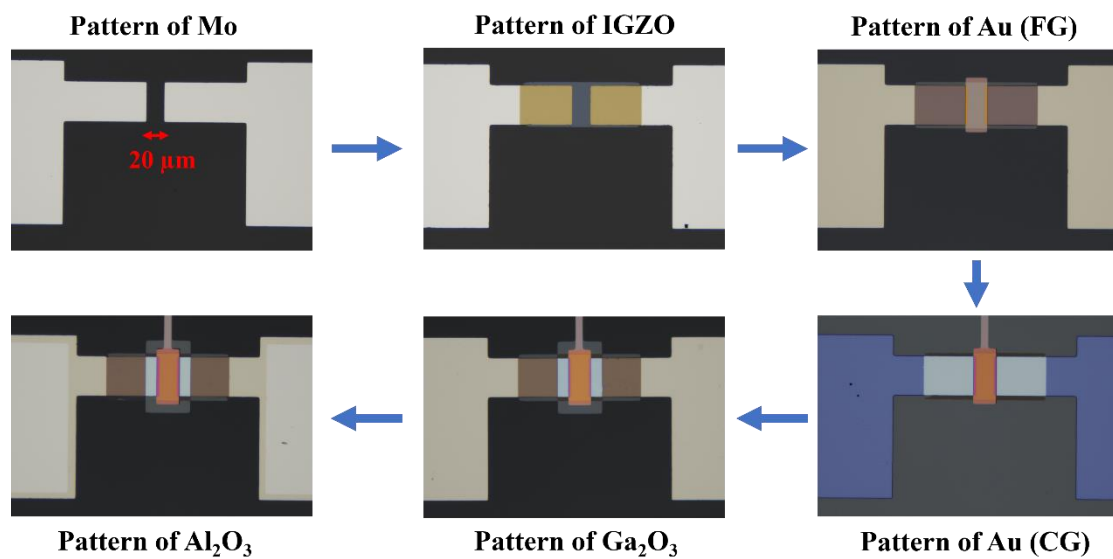 Pattern of Mo
Pattern of IGZO
Pattern of Au (FG)
20 μm
Pattern of Al₂O₃
Pattern of Ga₂O₃
Pattern of Au (CG)